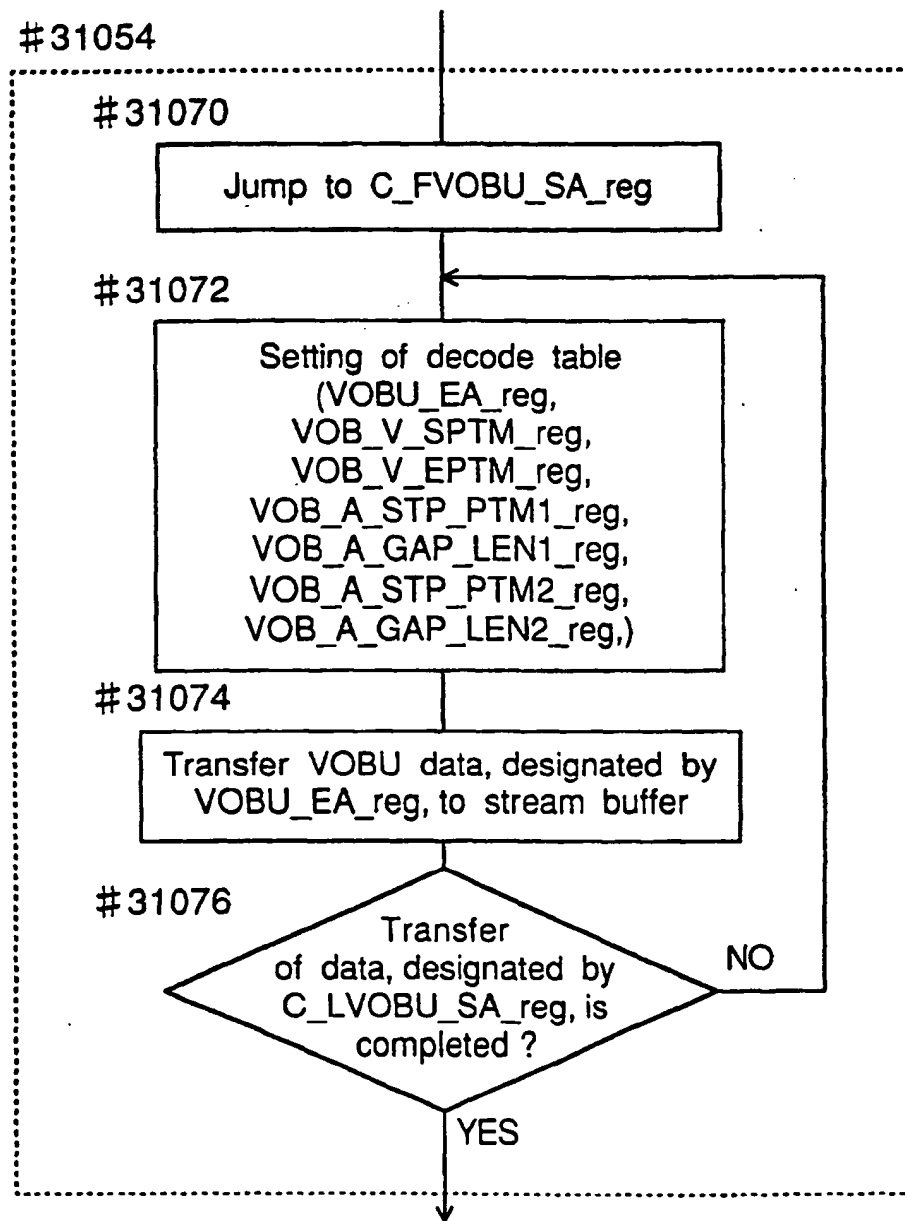 #31054
#31070
Jump to C_FVOBU_SA_reg
#31072
Setting of decode table
(VOBU_EA_reg,
VOB_V_SPTM_reg,
VOB_V_EPTM_reg,
VOB_A_STP_PTM1_reg,
VOB_A_GAP_LEN1_reg,
VOB_A_STP_PTM2_reg,
VOB_A_GAP_LEN2_reg,)
#31074
Transfer VOBU data, designated by
VOBU_EA_reg, to stream buffer
#31076
Transfer
of data, designated by
C_LVOBU_SA_reg, is
completed ?
NO
YES